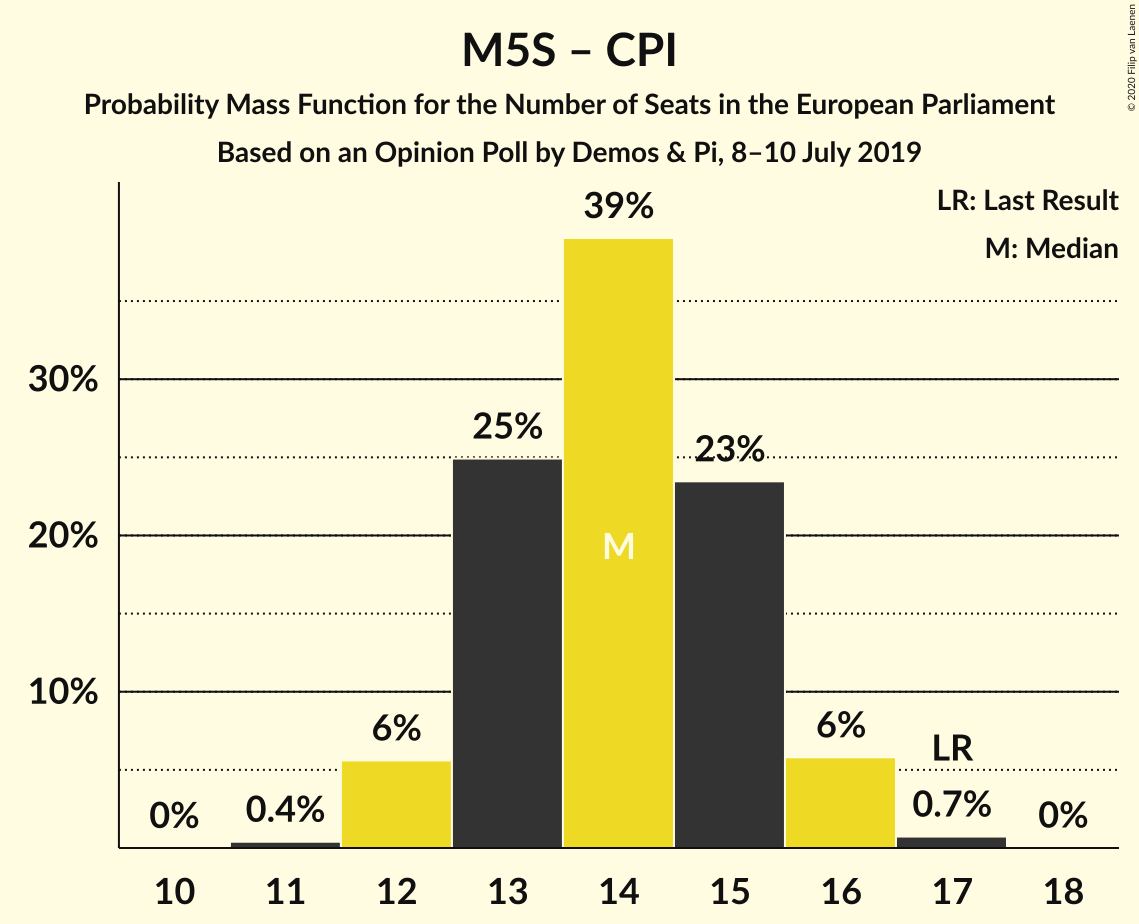 M5S – CPI
Probability Mass Function for the Number of Seats in the European Parliament
Based on an Opinion Poll by Demos & Pi, 8–10 July 2019
© 2020 Filip van Laenen
LR: Last Result
M: Median
39%
30%
25%
23%
20%
M
10%
6%
6%
LR
0%
0.4%
0.7%
0%
10 11 12 13 14 15 16 17 18